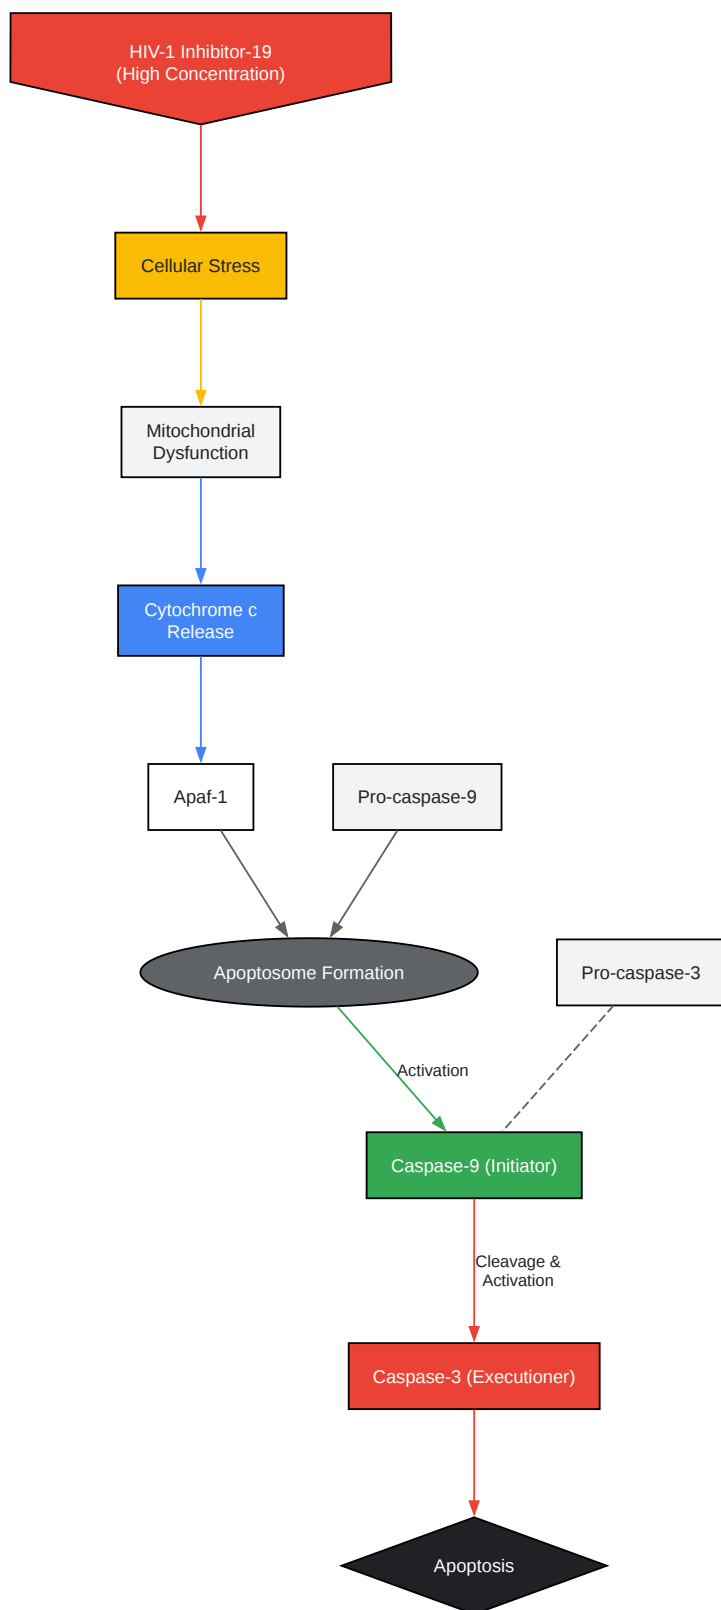 HIV-1 Inhibitor-19
(High Concentration)
Cellular Stress
Mitochondrial
Dysfunction
Cytochrome c
Release
Apaf-1
Pro-caspase-9
Apoptosome Formation
Pro-caspase-3
Activation
Caspase-9 (Initiator)
Cleavage &
Activation
Caspase-3 (Executioner)
Apoptosis